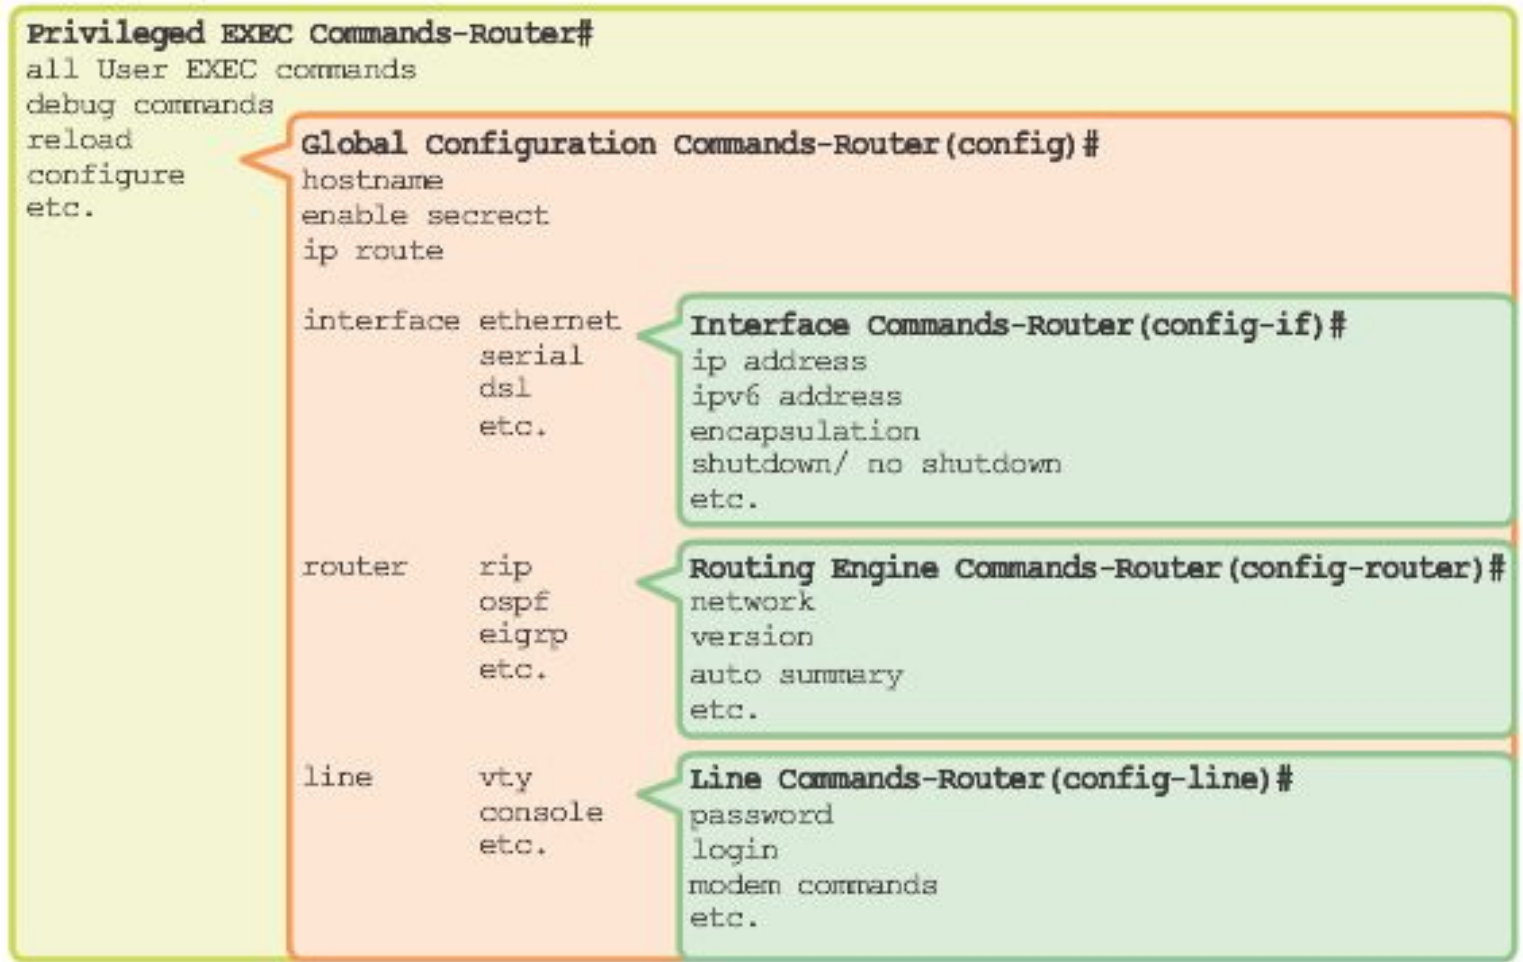 Privileged EXEC Commands-Router#
all User EXEC commands
debug commands
reload
configure
etc.
Global Configuration Commands-Router(config)#
hostname
enable secrect
ip route
interface ethernet
serial
dsl
etc.
Interface Commands-Router(config-if)#
ip address
ipv6 address
encapsulation
shutdown/ no shutdown
etc.
router rip
ospf
eigrp
etc.
Routing Engine Commands-Router(config-router)#
network
version
auto summary
etc.
line vty
console
etc.
Line Commands-Router(config-line)#
password
login
modem commands
etc.